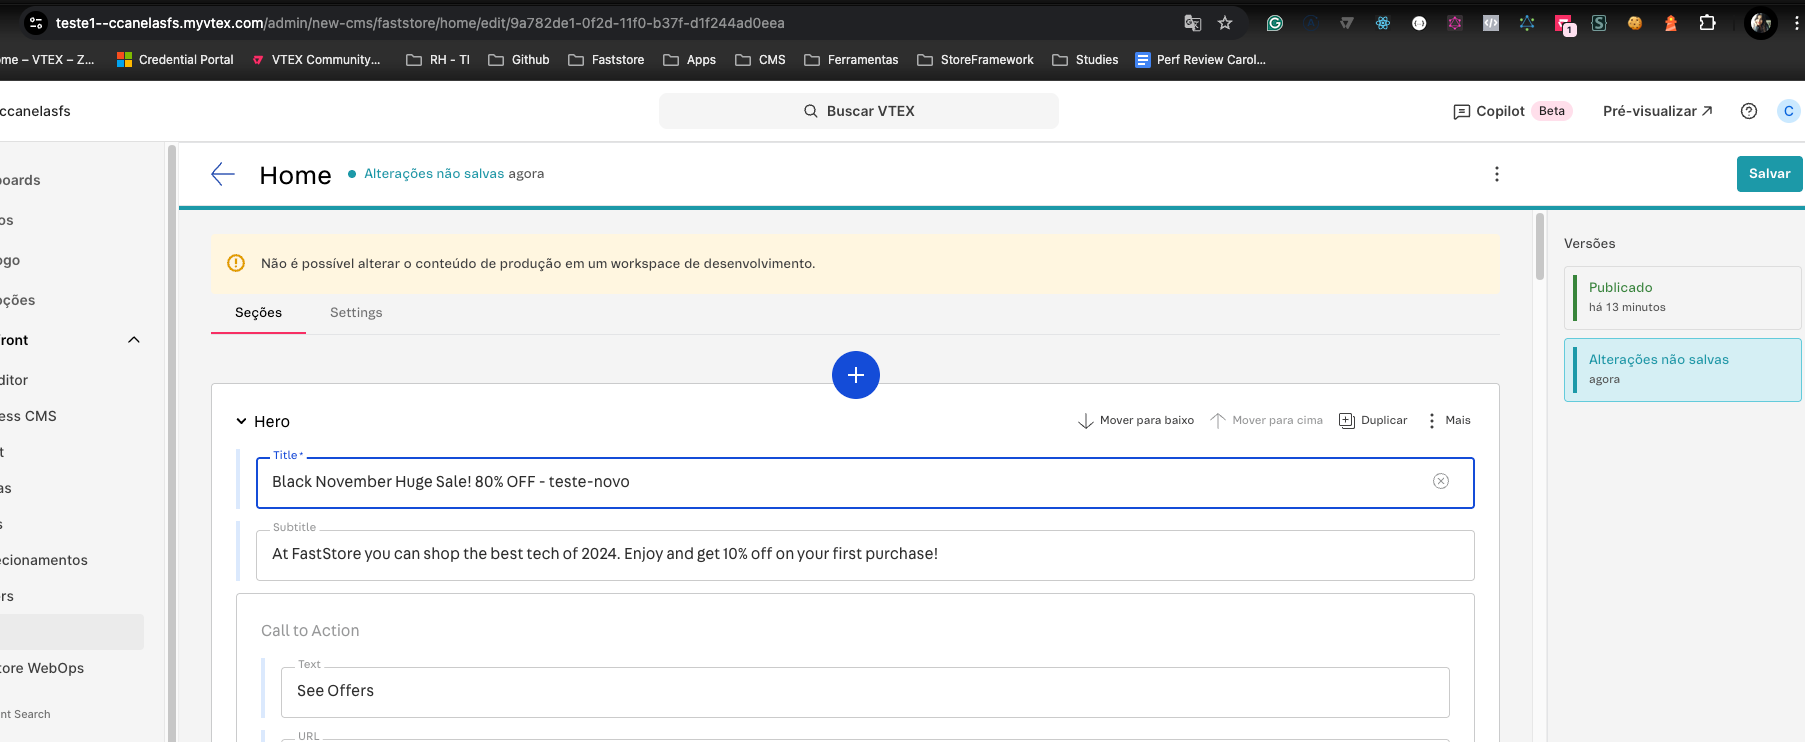 teste1--ccanelasfs.myvtex.com/admin/new-cms/faststore/home/edit/9a782de1-0f2d-11f0-b37f-d1f244ad0eea
1
ome – VTEX – Z...
Credential Portal
VTEX Community...
RH - TI
Github
Faststore
Apps
CMS
Ferramentas
StoreFramework
Studies
Perf Review Carol...
ccanelasfs
Buscar VTEX
Copilot
Beta
Pré-visualizar
C
Home
Alterações não salvas agora
Salvar
oards
os
ogo
oções
ront
ditor
ess CMS
t
as
s
ecionamentos
ers
tore WebOps
nt Search
Não é possível alterar o conteúdo de produção em um workspace de desenvolvimento.
Seções
Settings
Hero
Mover para baixo
Mover para cima
Duplicar
Mais
Title*
Black November Huge Sale! 80% OFF - teste-novo
Subtitle
At FastStore you can shop the best tech of 2024. Enjoy and get 10% off on your first purchase!
Call to Action
Text
See Offers
URL
Versões
Publicado
há 13 minutos
Alterações não salvas
agora